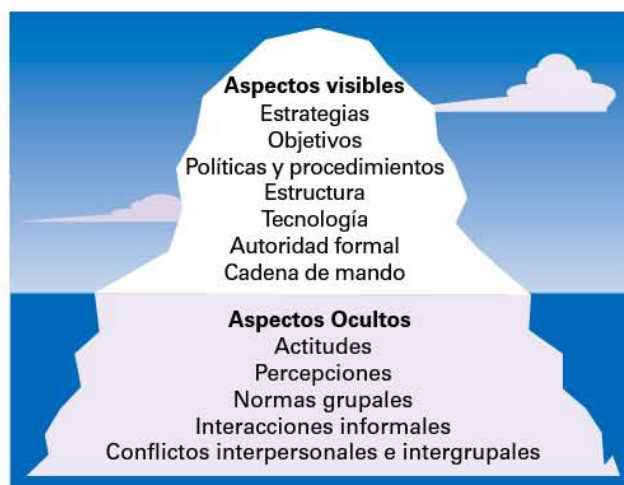 Aspectos visibles
Estrategias
Objetivos
Políticas y procedimientos
Estructura
Tecnología
Autoridad formal
Cadena de mando
Aspectos Ocultos
Actitudes
Percepciones
Normas grupales
Interacciones informales
Conflictos interpersonales e intergrupales